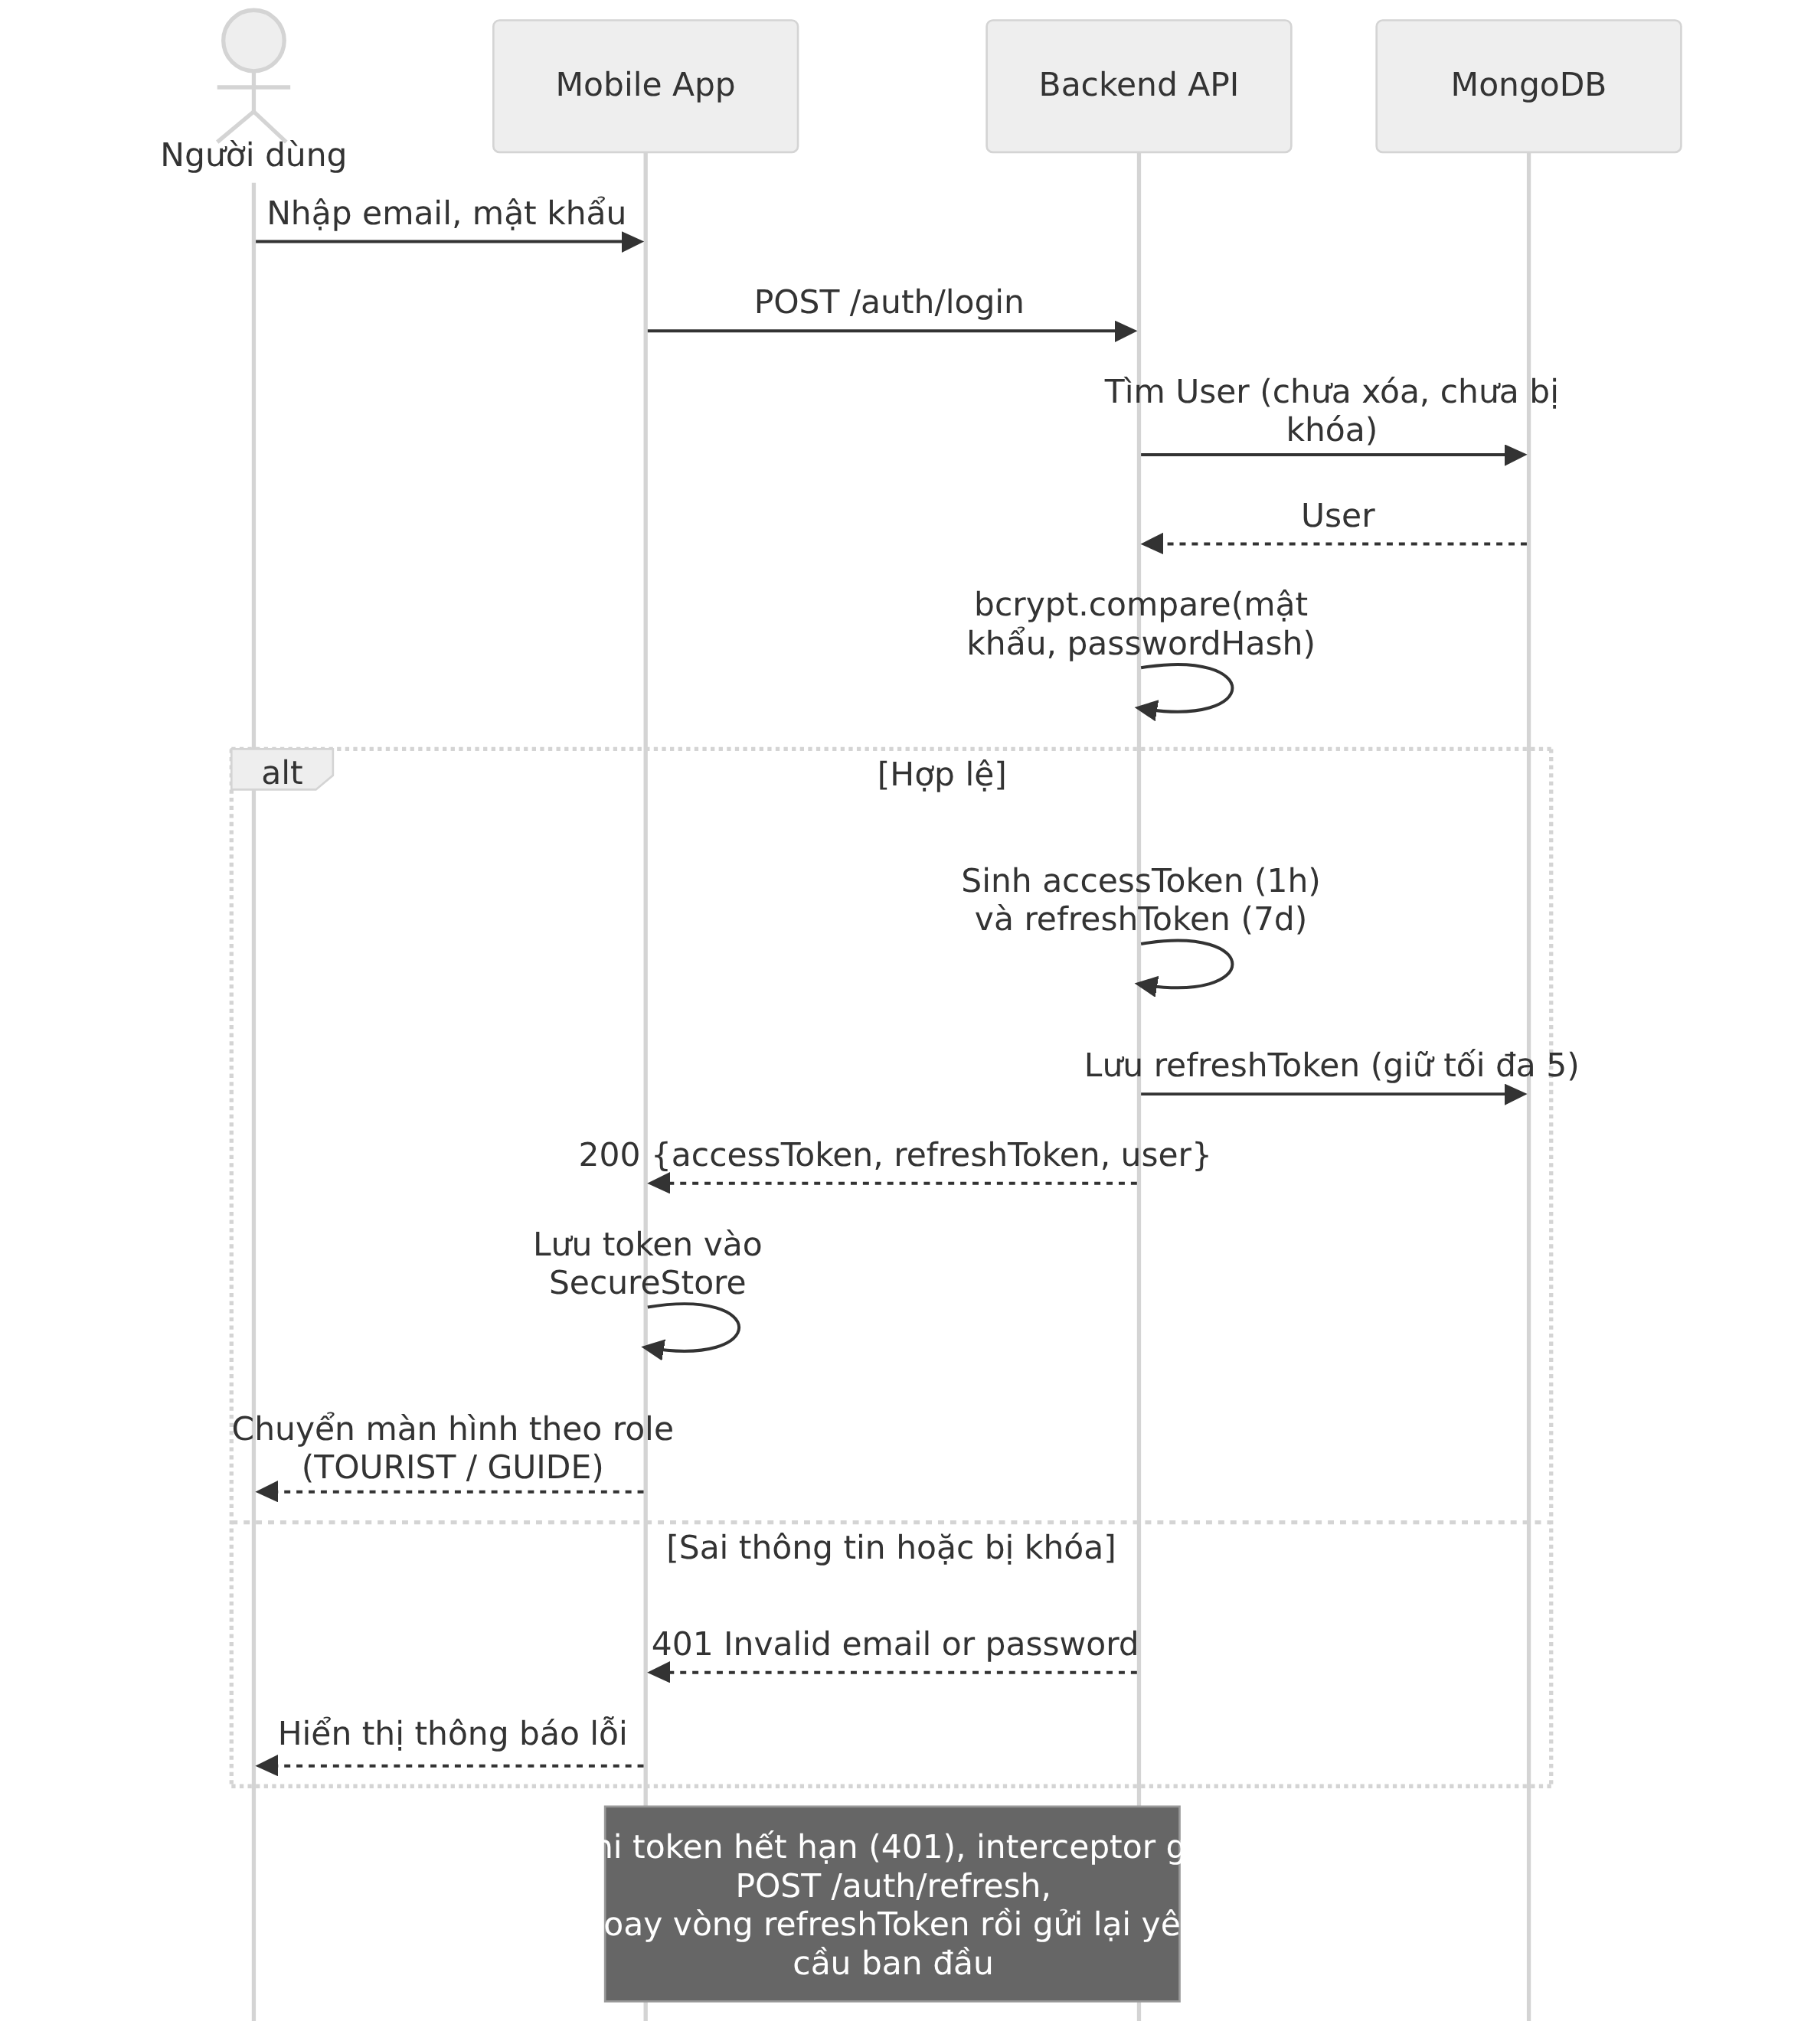 Người dùng
Mobile App
Backend API
MongoDB
Nhập email, mật khẩu
POST /auth/login
Tìm User (chưa xóa, chưa bị
khóa)
User
bcrypt.compare(mật
khẩu, passwordHash)
alt
[Hợp lệ]
Sinh accessToken (1h)
và refreshToken (7d)
Lưu refreshToken (giữ tối đa 5)
200 {accessToken, refreshToken, user}
Lưu token vào
SecureStore
Chuyển màn hình theo role
(TOURIST / GUIDE)
[Sai thông tin hoặc bị khóa]
401 Invalid email or password
Hiển thị thông báo lỗi
token hết hạn (401), interceptor
POST /auth/refresh,
vòng refreshToken rồi gửi lại
cầu ban đầu